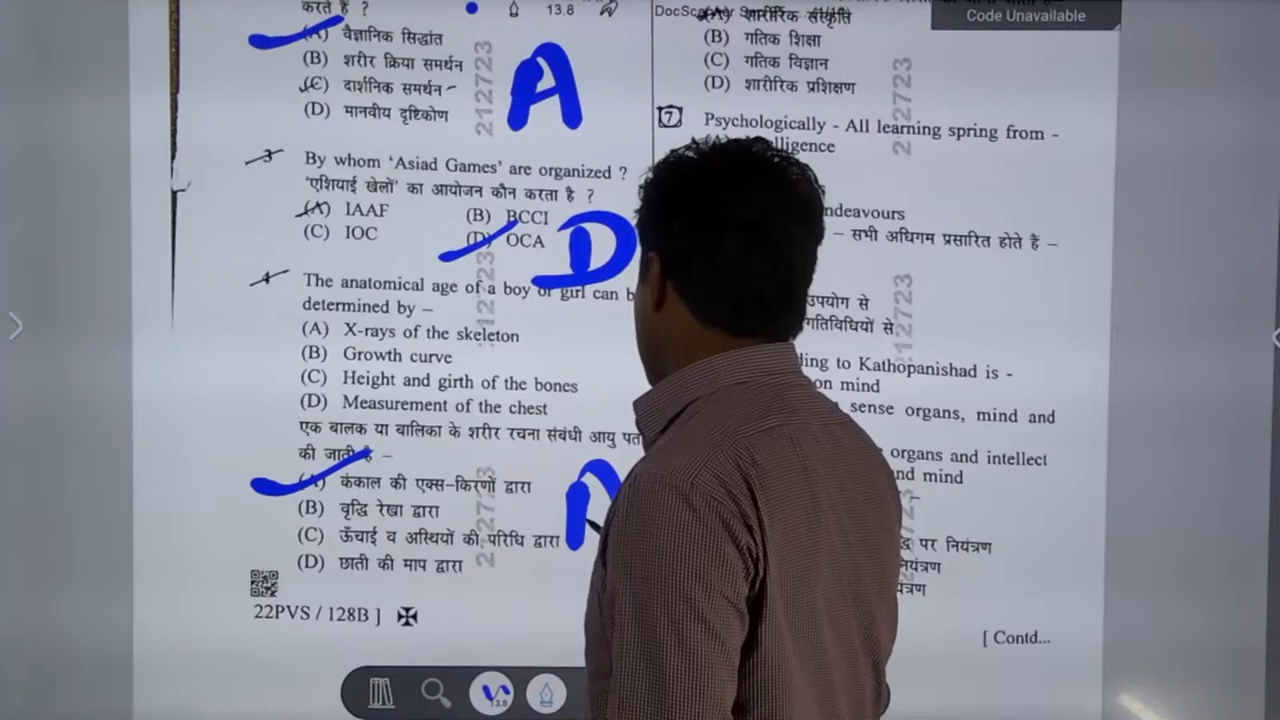 करते हैं ?
(A) वैज्ञानिक सिद्धांत
(B) शरीर क्रिया समर्थन
(C) दार्शनिक समर्थन
(D) मानवीय दृष्टिकोण
A
212723
3 By whom 'Asiad Games' are organized ?
'एशियाई खेलों' का आयोजन कौन करता है ?
(A) IAAF (B) BCCI
(C) IOC (D) OCA
D
4 The anatomical age of a boy or girl can b
determined by –
(A) X-rays of the skeleton
(B) Growth curve
(C) Height and girth of the bones
(D) Measurement of the chest
एक बालक या बालिका के शरीर रचना संबंधी आयु
की जाती है –
(A) कंकाल की एक्स-किरणों द्वारा
(B) वृद्धि रेखा द्वारा
(C) ऊँचाई व अस्थियों की परिधि द्वारा
(D) छाती की माप द्वारा
212723
22PVS / 128B ]
13.8
Code Unavailable
(A) शारीरिक संस्कृति
(B) गतिक शिक्षा
(C) गतिक विज्ञान
(D) शारीरिक प्रशिक्षण
7 Psychologically - All learning spring from -
– सभी अधिगम प्रसारित होते हैं –
उपयोग से
गतिविधियों से
to Kathopanishad is -
on mind
sense organs, mind and
organs and intellect
mind
पर नियंत्रण
[ Contd...
13.8